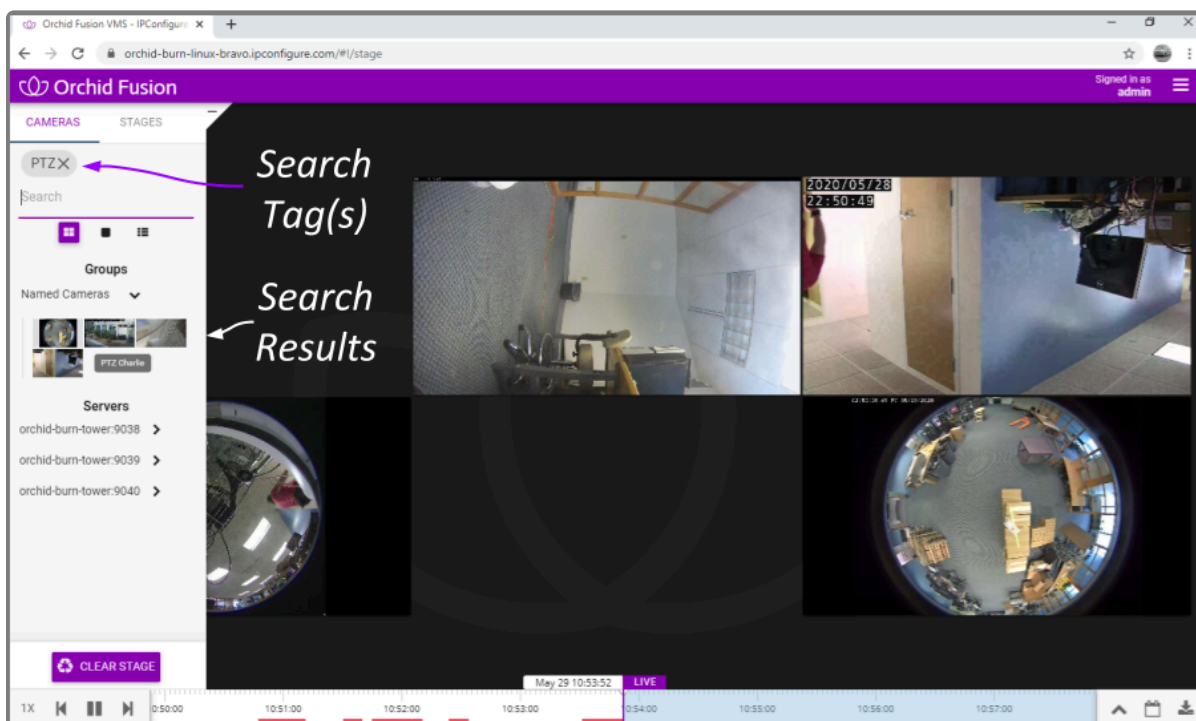 Orchid Fusion VMS - IPConfigure
orchid-burn-linux-bravo.ipconfigure.com/#!/stage
Orchid Fusion
Signed in as
admin
CAMERAS
STAGES
PTZ
Search
Search
Tag(s)
2020/05/28
22:50:49
Groups
Named Cameras
Search
Results
PTZ Charlie
Servers
orchid-burn-tower:9038
orchid-burn-tower:9039
orchid-burn-tower:9040
CLEAR STAGE
May 29 10:53:52
LIVE
1X
0:50:00
10:51:00
10:52:00
10:53:00
0:54:00
10:55:00
10:56:00
10:57:00